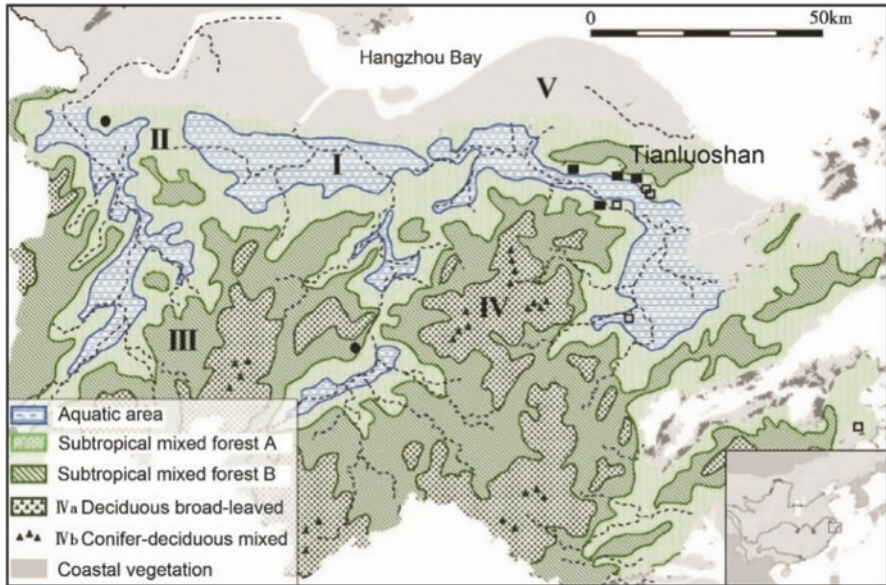 0 50km
Hangzhou Bay
V
II
Tianluoshan
I
IV
III
Aquatic area
Subtropical mixed forest A
Subtropical mixed forest B
IVa Deciduous broad-leaved
IVb Conifer-deciduous mixed
Coastal vegetation